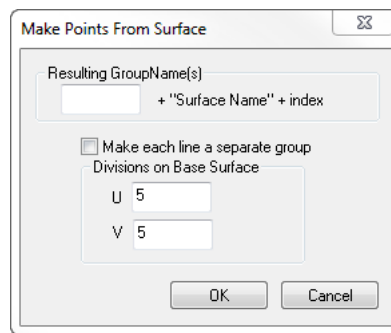 Make Points From Surface
Resulting GroupName(s)
+ "Surface Name" + index
Make each line a separate group
Divisions on Base Surface
U 5
V 5
OK Cancel